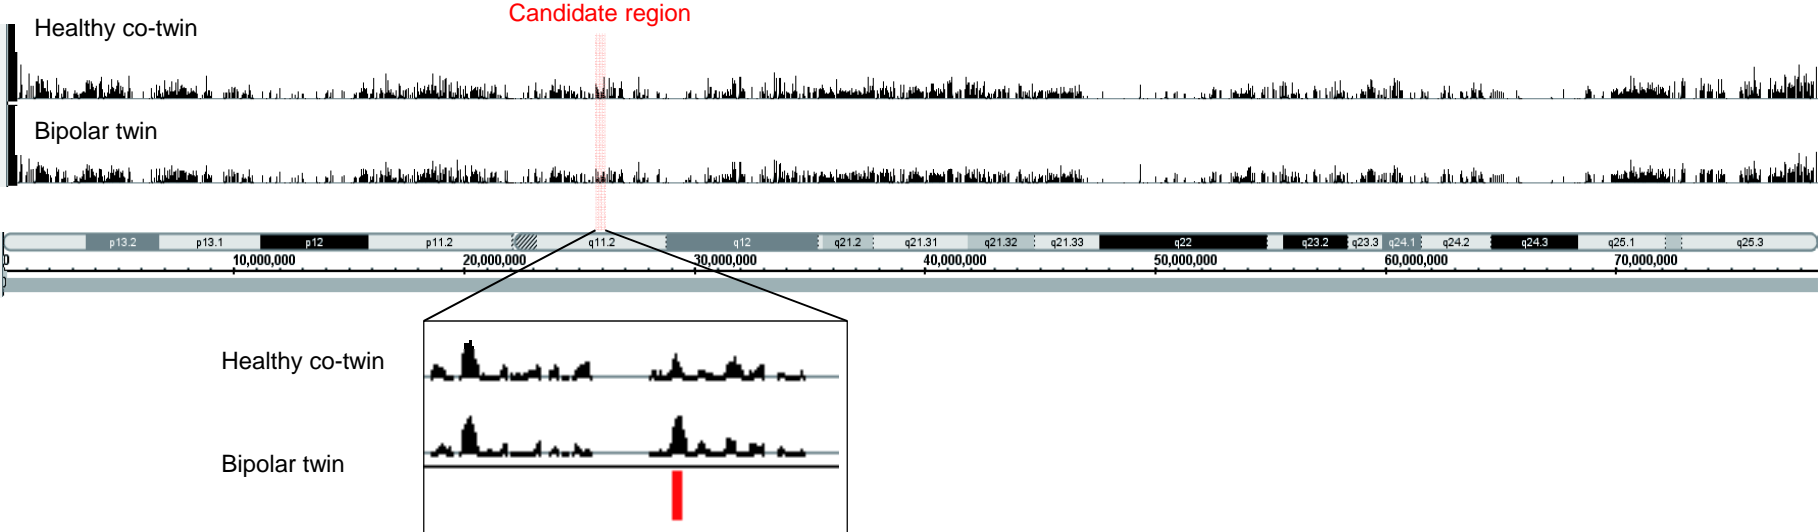 Candidate region
Healthy co-twin
Bipolar twin
p13.2 p13.1 p12 p11.2 q11.2 q12 q21.2 q21.31 q21.32 q21.33 q22 q23.2 q23.3 q24.1 q24.2 q24.3 q25.1 q25.3
0 10,000,000 20,000,000 30,000,000 40,000,000 50,000,000 60,000,000 70,000,000
Healthy co-twin
Bipolar twin